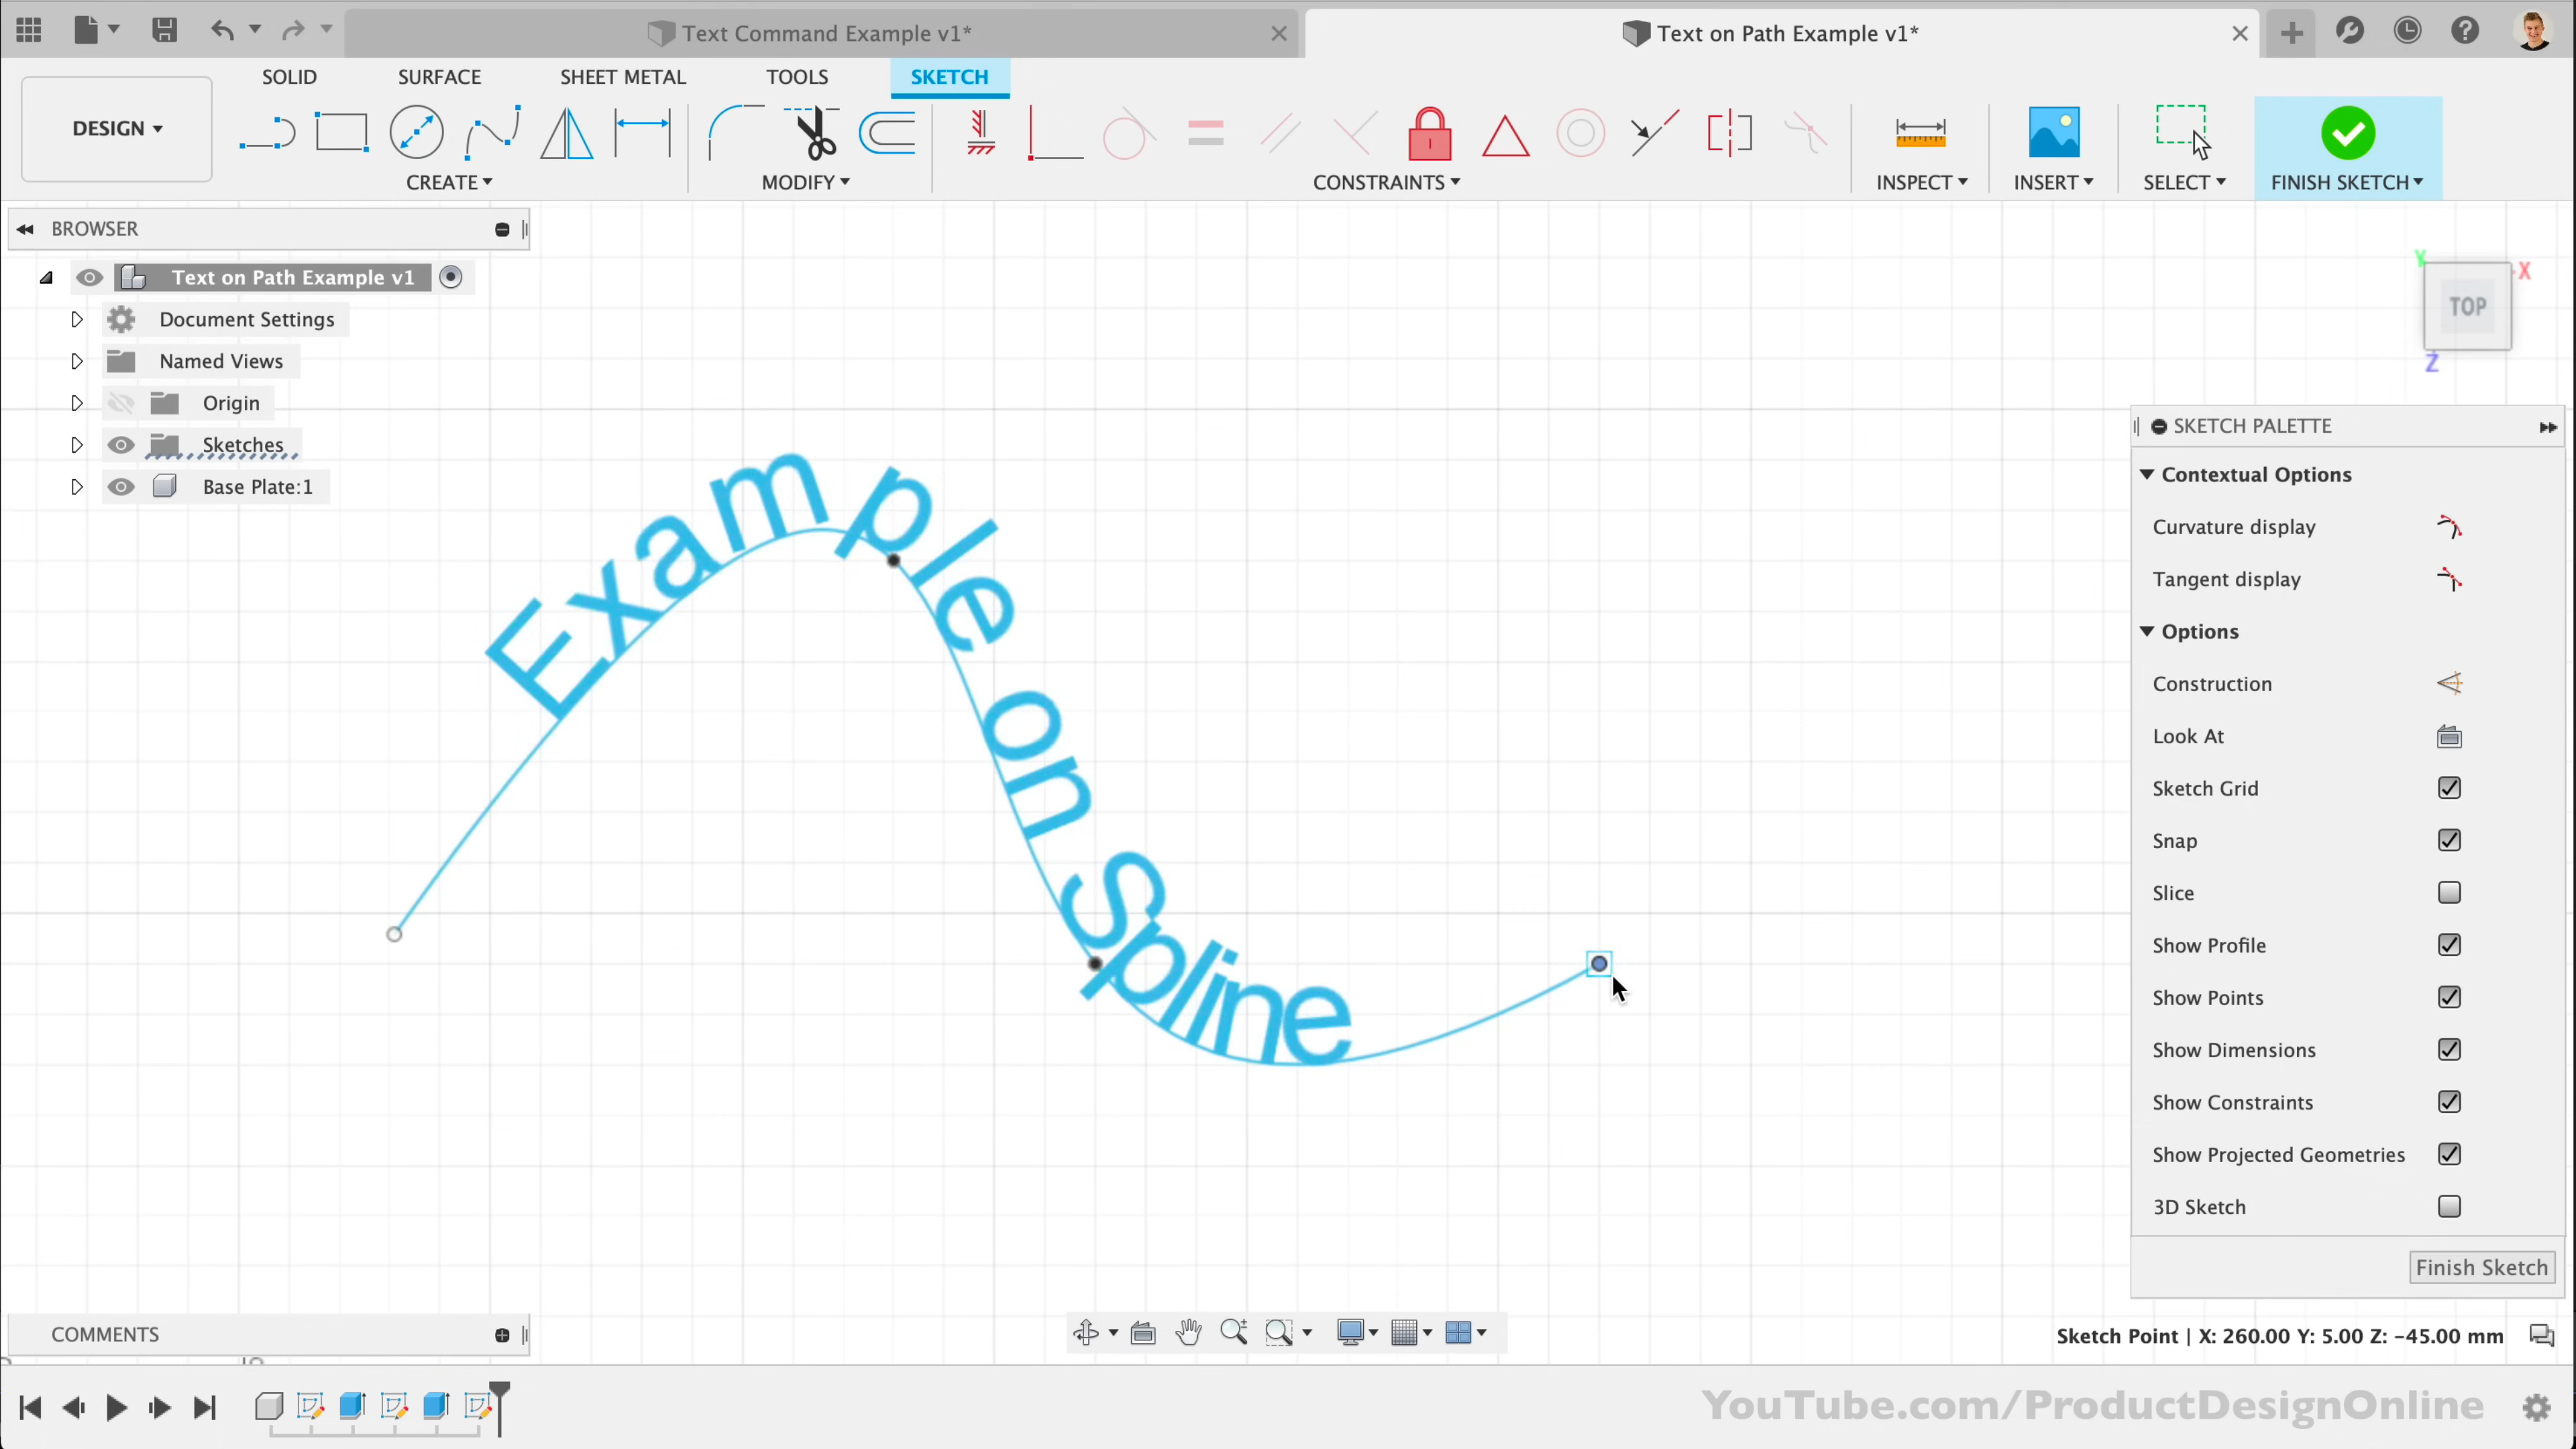 Text Command Example v1*
Text on Path Example v1*
SOLID SURFACE SHEET METAL TOOLS SKETCH
DESIGN
CREATE MODIFY CONSTRAINTS INSPECT INSERT SELECT FINISH SKETCH
BROWSER
Text on Path Example v1
Document Settings
Named Views
Origin
Sketches
Base Plate:1
Example on Spline
Y
X
TOP
Z
SKETCH PALETTE
Contextual Options
Curvature display
Tangent display
Options
Construction
Look At
Sketch Grid
Snap
Slice
Show Profile
Show Points
Show Dimensions
Show Constraints
Show Projected Geometries
3D Sketch
Finish Sketch
COMMENTS
Sketch Point | X: 260.00 Y: 5.00 Z: -45.00 mm
YouTube.com/ProductDesignOnline